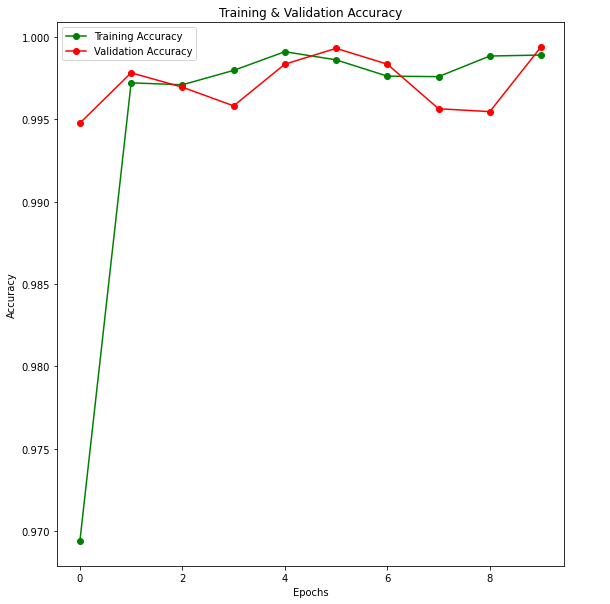 Training & Validation Accuracy
Training Accuracy
Validation Accuracy
1.000
0.995
0.990
0.985
0.980
0.975
0.970
Accuracy
0 2 4 6 8
Epochs